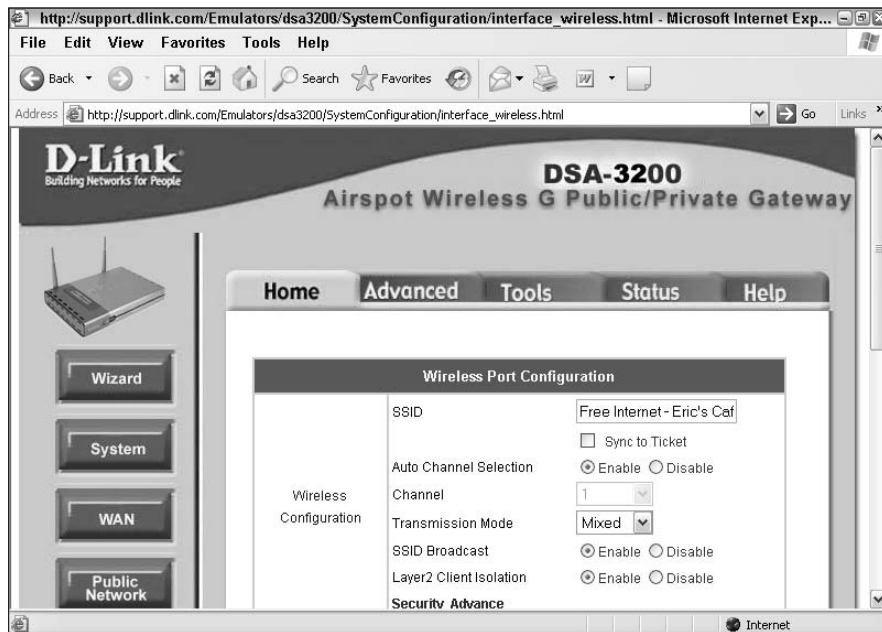 http://support.dlink.com/Emulators/dsa3200/SystemConfiguration/interface_wireless.html - Microsoft Internet Exp...
File Edit View Favorites Tools Help
Back Search Favorites
Address http://support.dlink.com/Emulators/dsa3200/SystemConfiguration/interface_wireless.html Go Links »
D-Link
Building Networks for People
DSA-3200
Airspot Wireless G Public/Private Gateway
Home Advanced Tools Status Help
Wizard
System
WAN
Public
Network
Wireless Port Configuration
Wireless
Configuration
SSID Free Internet - Eric's Caf
Sync to Ticket
Auto Channel Selection Enable Disable
Channel 1
Transmission Mode Mixed
SSID Broadcast Enable Disable
Layer2 Client Isolation Enable Disable
Security Advance
Internet